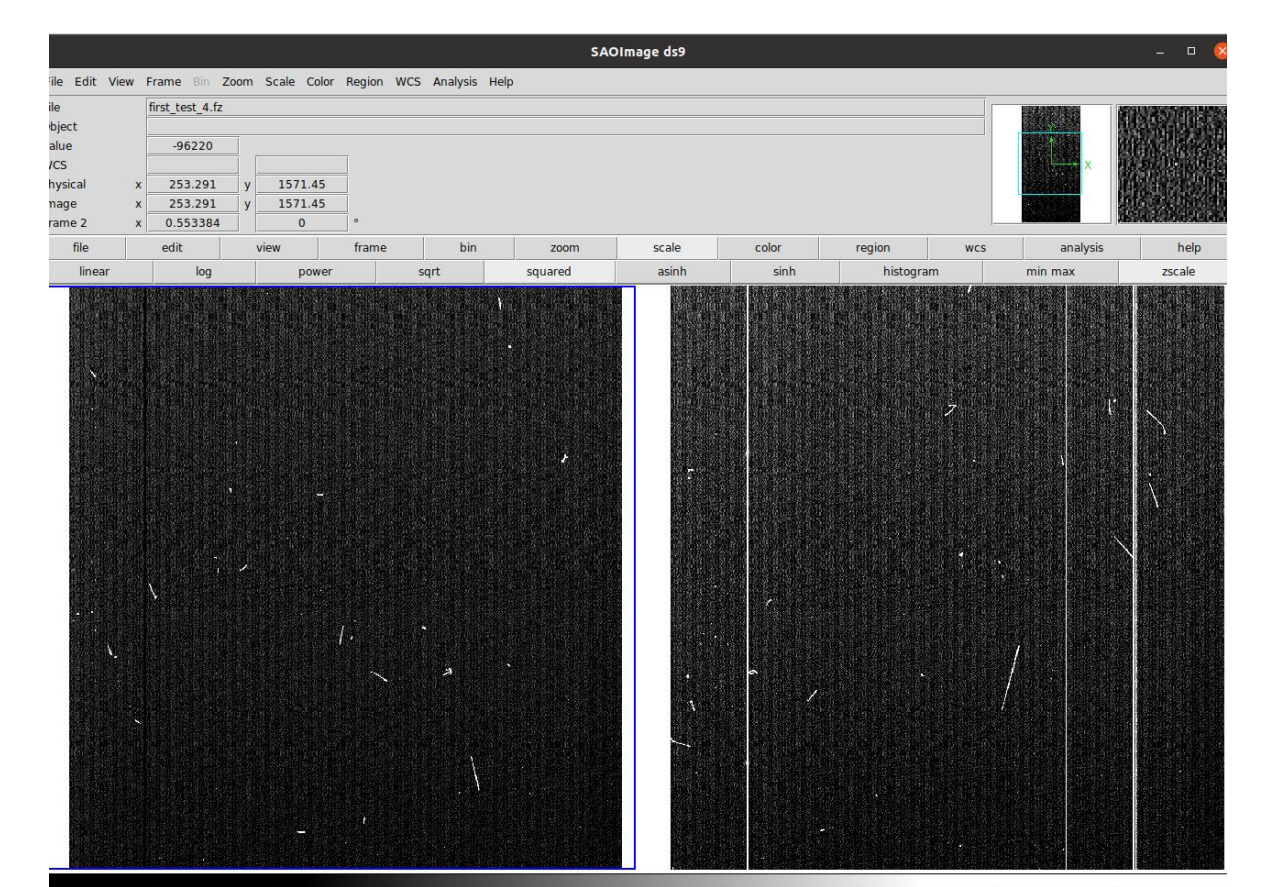 SAOImage ds9
File Edit View Frame Bin Zoom Scale Color Region WCS Analysis Help
ile first_test_4.fz
bject
alue -96220
/CS
hysical x 253.291 y 1571.45
mage x 253.291 y 1571.45
rame 2 x 0.553384 0 °
Y
X
file edit view frame bin zoom scale color region wcs analysis help
linear log power sqrt squared asinh sinh histogram min max zscale